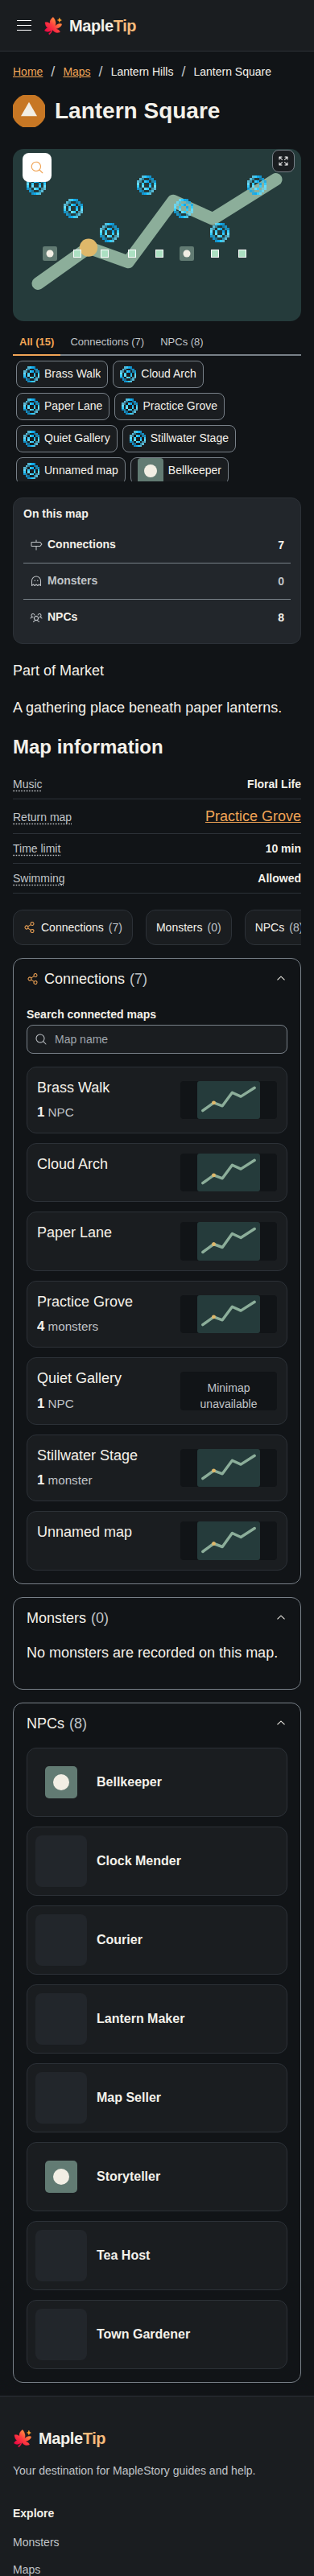 MapleTip
Home / Maps / Lantern Hills / Lantern Square
Lantern Square
All (15) Connections (7) NPCs (8)
Brass Walk Cloud Arch
Paper Lane Practice Grove
Quiet Gallery Stillwater Stage
Unnamed map Bellkeeper
On this map
Connections 7
Monsters 0
NPCs 8
Part of Market
A gathering place beneath paper lanterns.
Map information
Music Floral Life
Return map Practice Grove
Time limit 10 min
Swimming Allowed
Connections (7) Monsters (0) NPCs (8)
Connections (7)
Search connected maps
Map name
Brass Walk
1 NPC
Cloud Arch
Paper Lane
Practice Grove
4 monsters
Quiet Gallery
1 NPC
Minimap
unavailable
Stillwater Stage
1 monster
Unnamed map
Monsters (0)
No monsters are recorded on this map.
NPCs (8)
Bellkeeper
Clock Mender
Courier
Lantern Maker
Map Seller
Storyteller
Tea Host
Town Gardener
MapleTip
Your destination for MapleStory guides and help.
Explore
Monsters
Maps